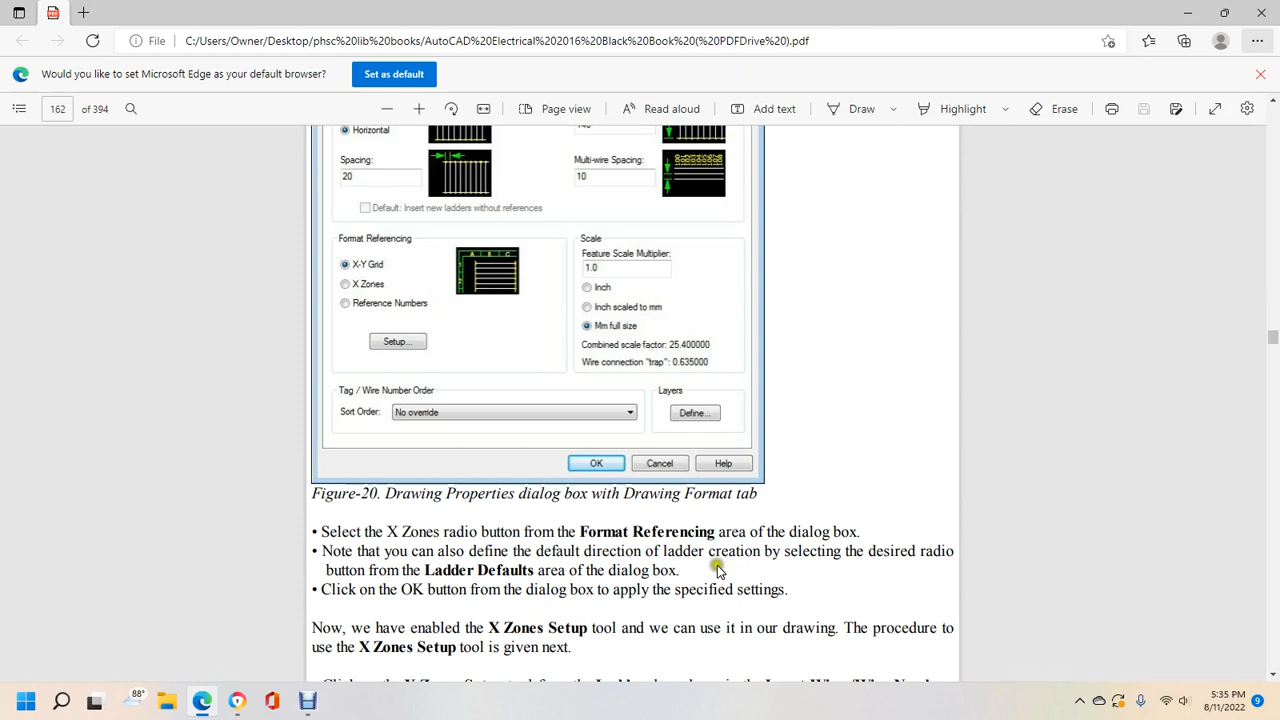 File
C:/Users/Owner/Desktop/phsc%20lib%20books/AutoCAD%20Electrical%202016%20Black%20Book%20(%20PDFDrive%20).pdf
Would you like to set Microsoft Edge as your default browser?
Set as default
162
of 394
Page view
Read aloud
Add text
Draw
Highlight
Erase
Horizontal
Spacing:
20
Multi-wire Spacing:
10
Default: Insert new ladders without references
Format Referencing
X-Y Grid
X Zones
Reference Numbers
Setup...
Scale
Feature Scale Multiplier:
1.0
Inch
Inch scaled to mm
Mm full size
Combined scale factor: 25.400000
Wire connection "trap": 0.635000
Tag / Wire Number Order
Sort Order:
No override
Layers
Define...
OK
Cancel
Help
Figure-20. Drawing Properties dialog box with Drawing Format tab
• Select the X Zones radio button from the Format Referencing area of the dialog box.
• Note that you can also define the default direction of ladder creation by selecting the desired radio
button from the Ladder Defaults area of the dialog box.
• Click on the OK button from the dialog box to apply the specified settings.
Now, we have enabled the X Zones Setup tool and we can use it in our drawing. The procedure to
use the X Zones Setup tool is given next.
88°
5:35 PM
8/11/2022
9